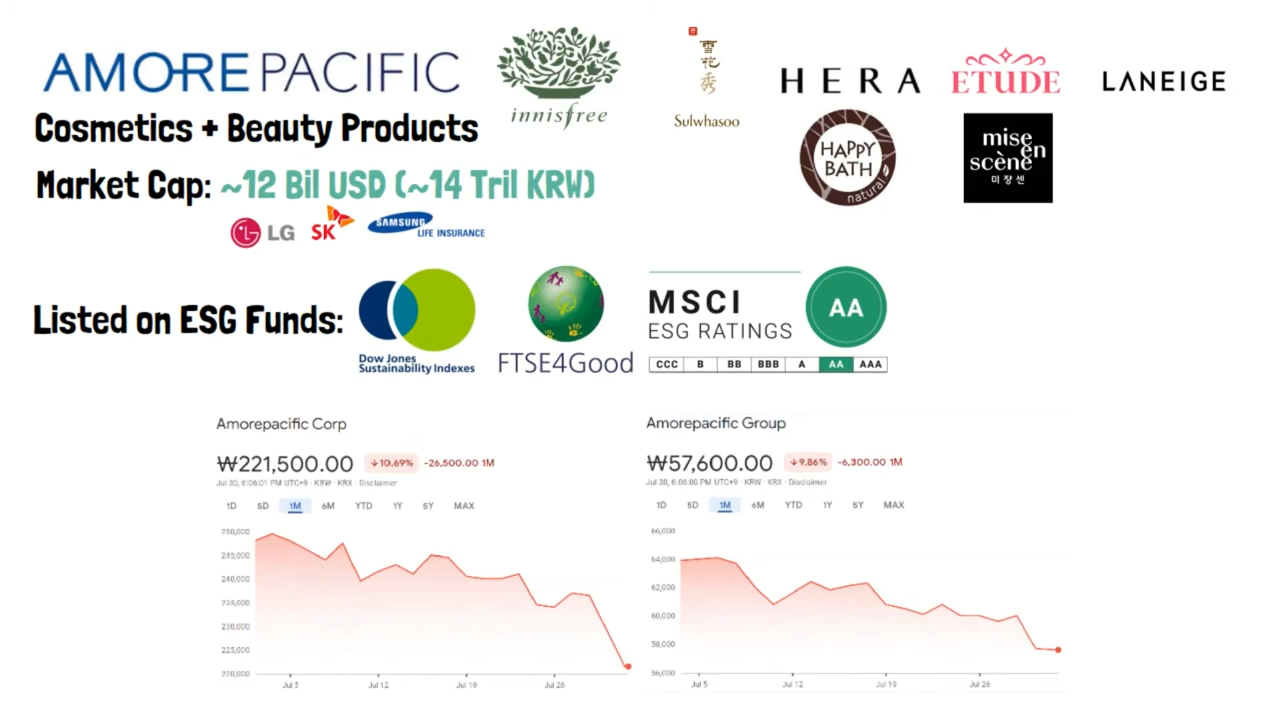 AMOREPACIFIC
innisfree
雪花秀
Sulwhasoo
HERA
ETUDE
LANEIGE
Cosmetics + Beauty Products
HAPPY
BATH
natural
mise
en
scène
미쟝센
Market Cap: ~12 Bil USD (~14 Tril KRW)
LG
SK
SAMSUNG
LIFE INSURANCE
Listed on ESG Funds:
Dow Jones
Sustainability Indexes
FTSE4Good
MSCI
ESG RATINGS
AA
CCC B BB BBB A AA AAA
Amorepacific Corp
₩221,500.00 ↓10.69% -26,500.00 1M
Jul 30, 6:06:01 PM UTC+9 · KRW · KRX · Disclaimer
1D 5D 1M 6M YTD 1Y 5Y MAX
250,000
245,000
240,000
235,000
230,000
225,000
220,000
Jul 5 Jul 12 Jul 19 Jul 26
Amorepacific Group
₩57,600.00 ↓9.86% -6,300.00 1M
Jul 30, 6:06:00 PM UTC+9 · KRW · KRX · Disclaimer
1D 5D 1M 6M YTD 1Y 5Y MAX
66,000
64,000
62,000
60,000
58,000
56,000
Jul 5 Jul 12 Jul 19 Jul 26